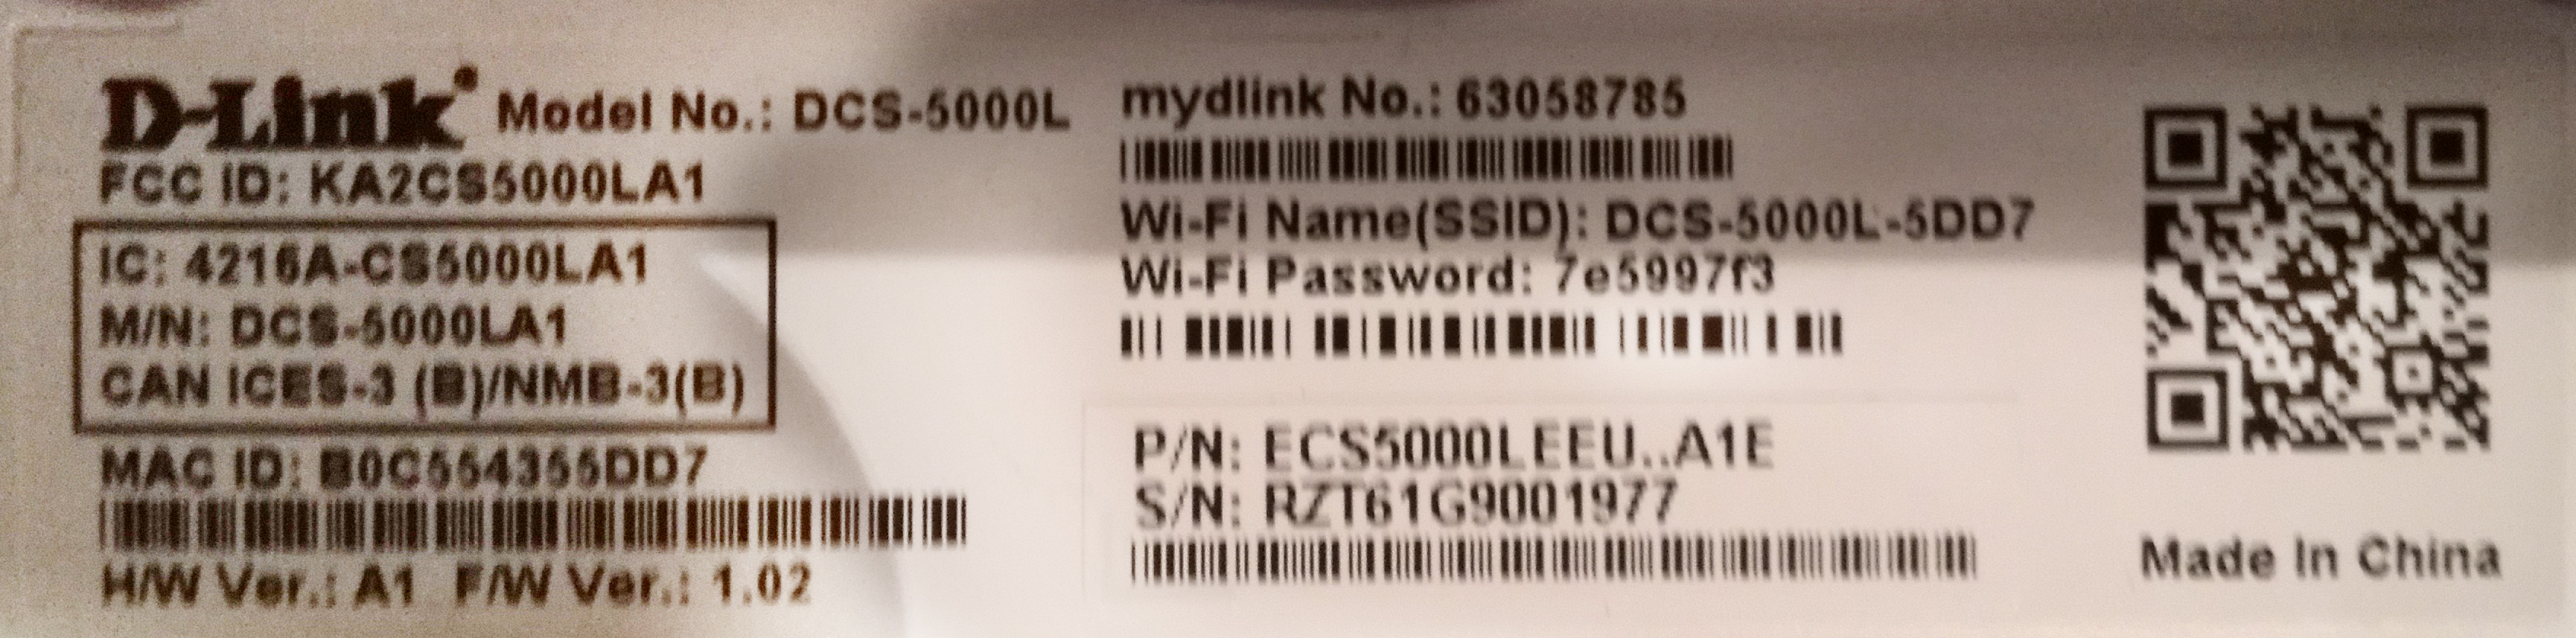 D-Link® Model No.: DCS-5000L
FCC ID: KA2CS5000LA1
IC: 4216A-CS5000LA1
M/N: DCS-5000LA1
CAN ICES-3 (B)/NMB-3(B)
MAC ID: B0C554355DD7
H/W Ver.: A1 F/W Ver.: 1.02
mydlink No.: 63058785
Wi-Fi Name(SSID): DCS-5000L-5DD7
Wi-Fi Password: 7e5997f3
P/N: ECS5000LEEU..A1E
S/N: RZT61G9001977
Made In China